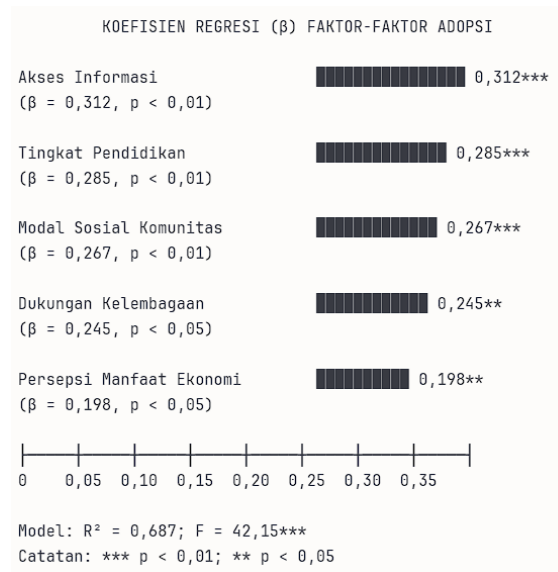 KOEFISIEN REGRESI (β) FAKTOR-FAKTOR ADOPSI
Akses Informasi 0,312***
(β = 0,312, p < 0,01)
Tingkat Pendidikan 0,285***
(β = 0,285, p < 0,01)
Modal Sosial Komunitas 0,267***
(β = 0,267, p < 0,01)
Dukungan Kelembagaan 0,245**
(β = 0,245, p < 0,05)
Persepsi Manfaat Ekonomi 0,198**
(β = 0,198, p < 0,05)
0 0,05 0,10 0,15 0,20 0,25 0,30 0,35
Model: R² = 0,687; F = 42,15***
Catatan: *** p < 0,01; ** p < 0,05